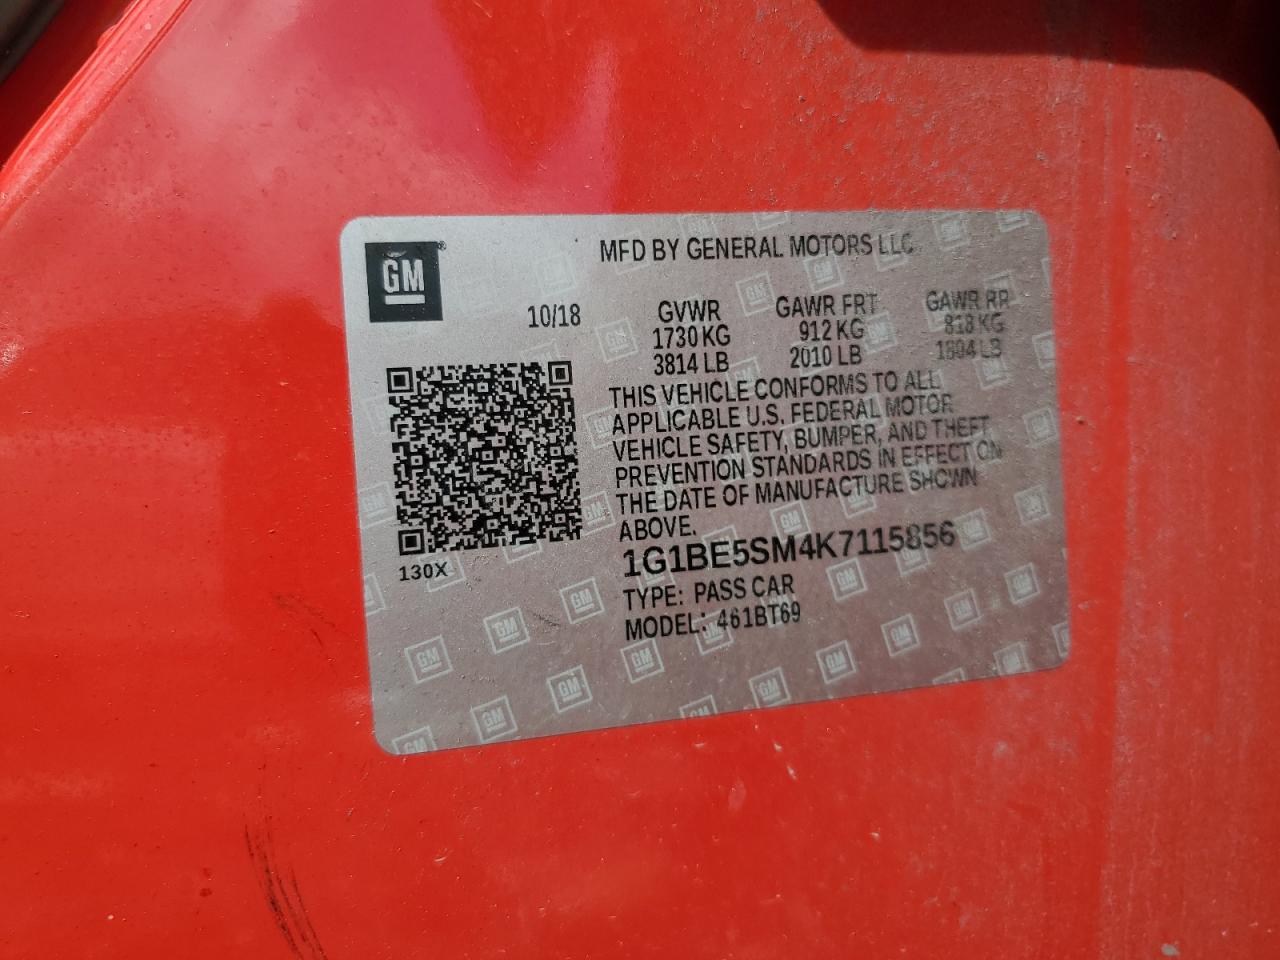 GM
MFD BY GENERAL MOTORS LLC
10/18
GVWR GAWR FRT GAWR RR
1730 KG 912 KG 818 KG
3814 LB 2010 LB 1804 LB
THIS VEHICLE CONFORMS TO ALL
APPLICABLE U.S. FEDERAL MOTOR
VEHICLE SAFETY, BUMPER, AND THEFT
PREVENTION STANDARDS IN EFFECT ON
THE DATE OF MANUFACTURE SHOWN
ABOVE.
130X
1G1BE5SM4K7115856
TYPE: PASS CAR
MODEL: 461BT69